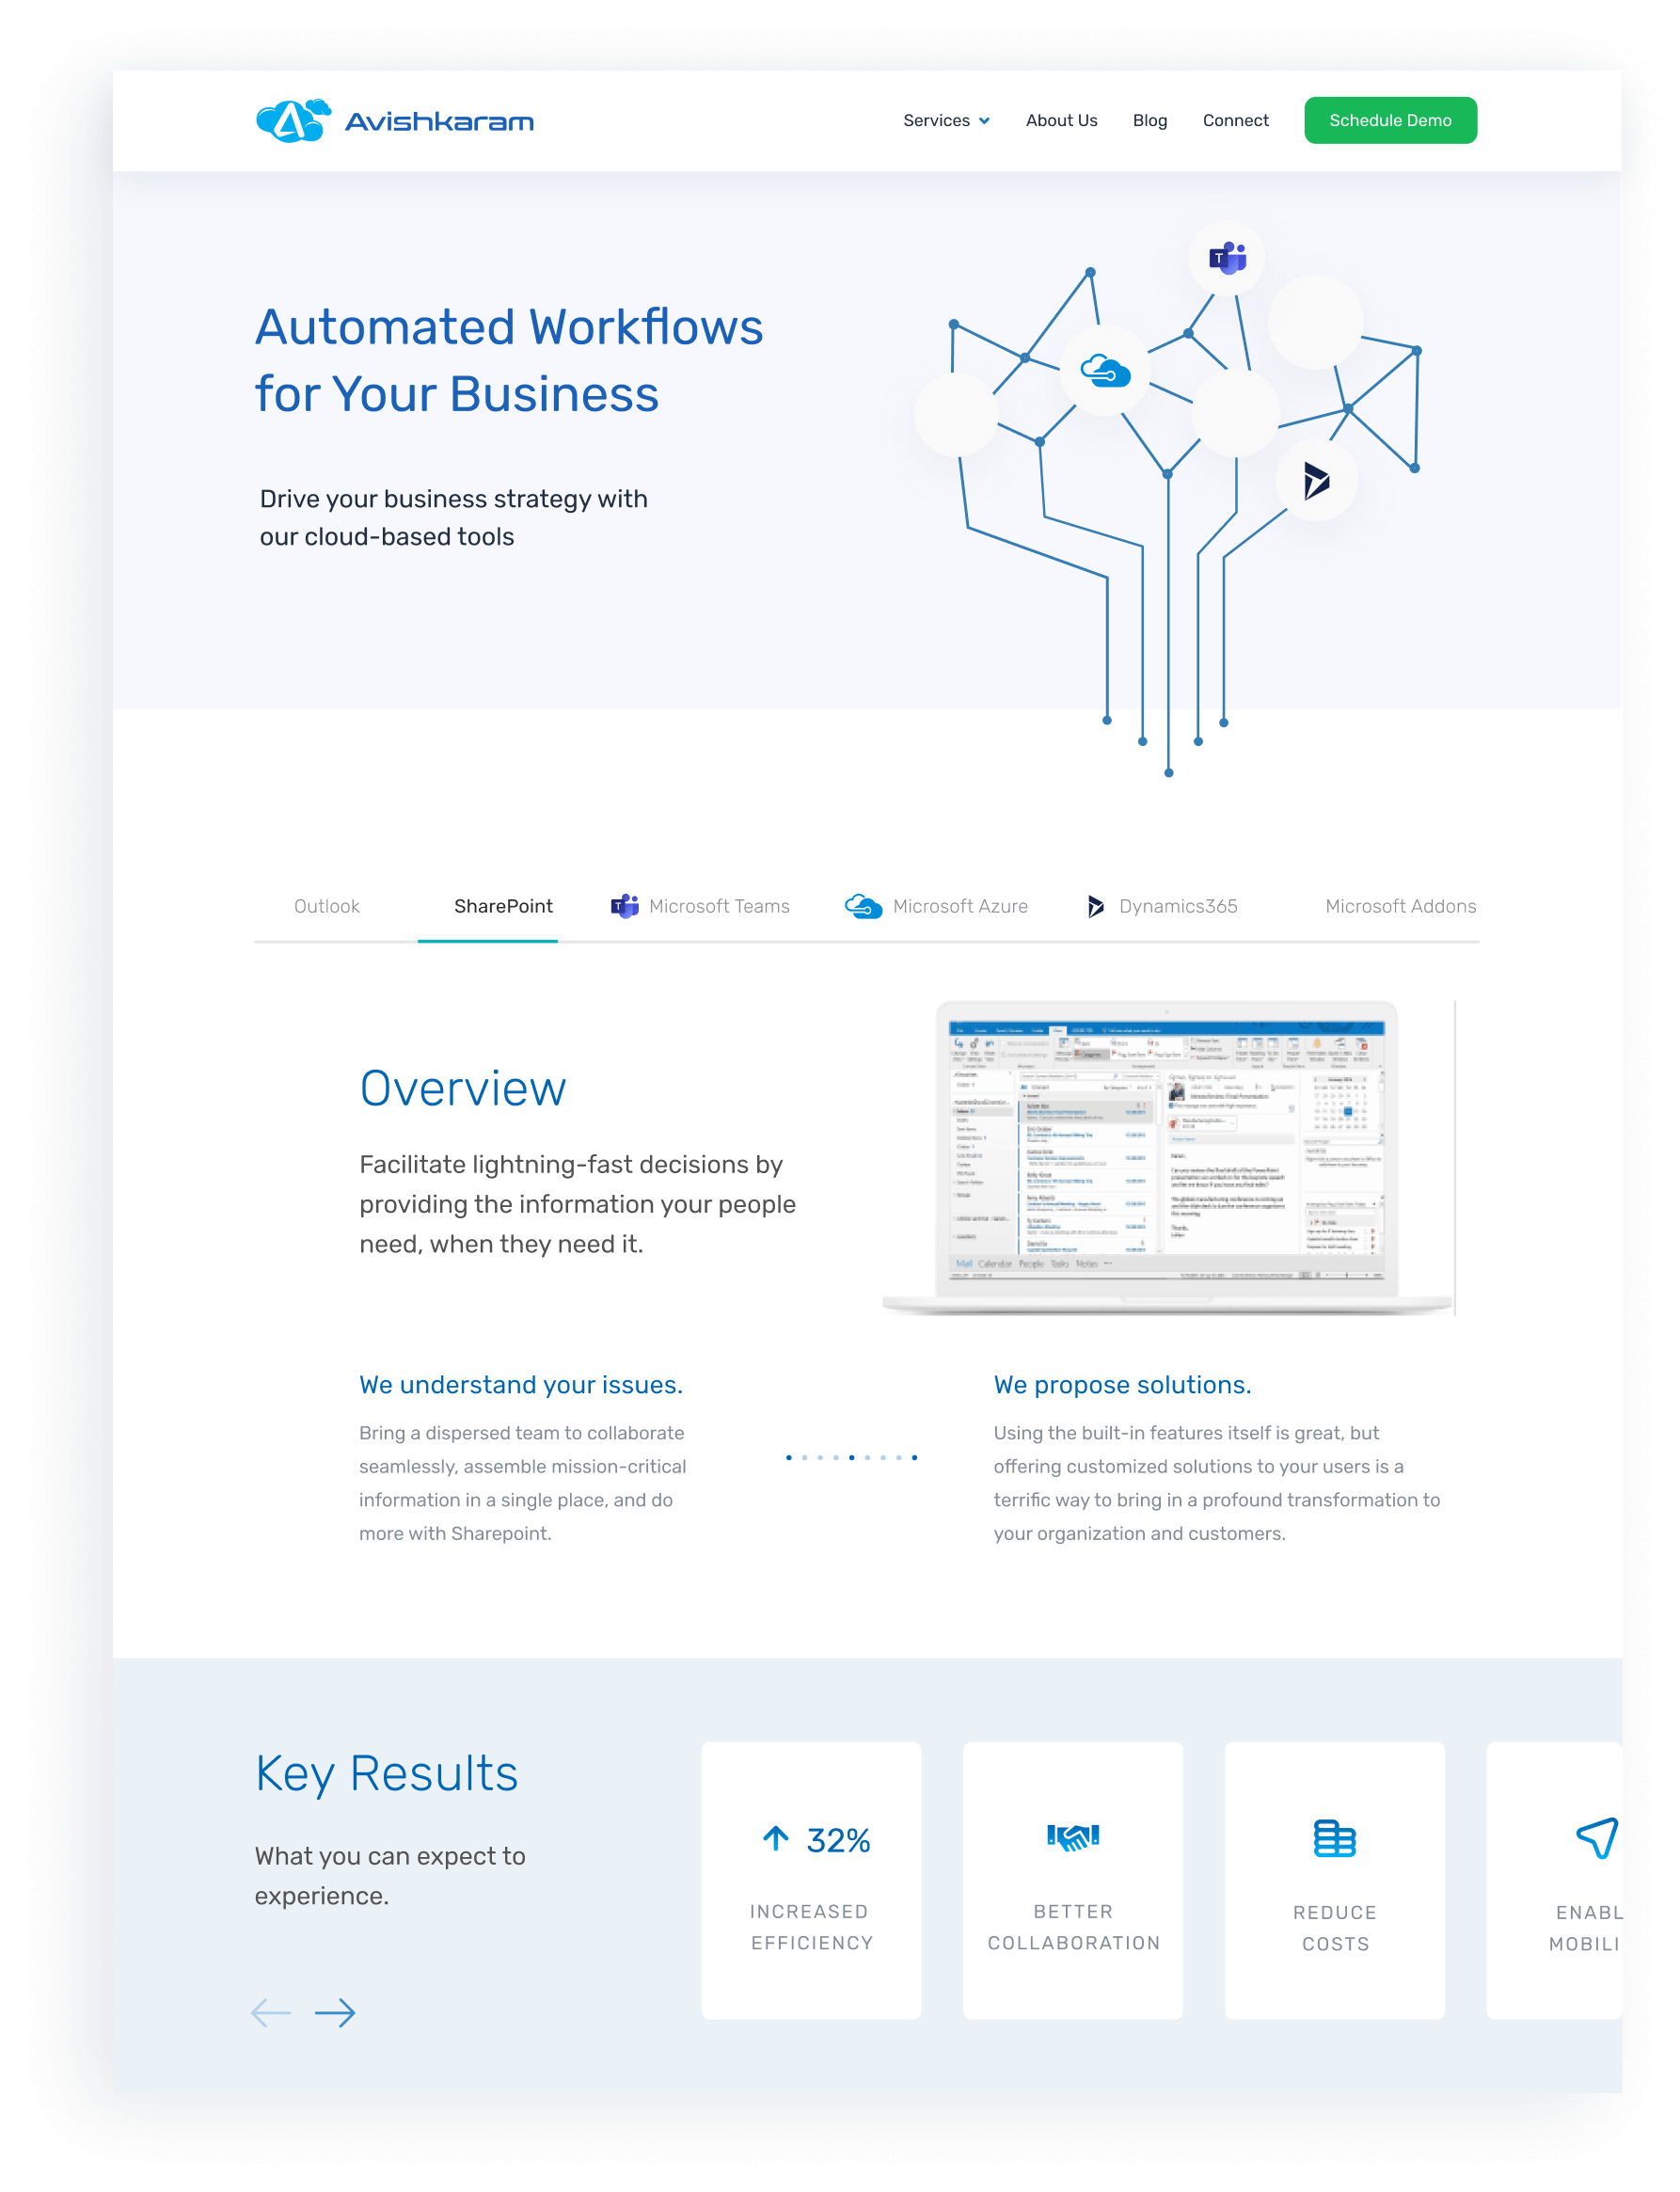 Avishkaram
Services
About Us
Blog
Connect
Schedule Demo
Automated Workflows
for Your Business
Drive your business strategy with
our cloud-based tools
Outlook
SharePoint
Microsoft Teams
Microsoft Azure
Dynamics365
Microsoft Addons
Overview
Facilitate lightning-fast decisions by
providing the information your people
need, when they need it.
Mail Calendar People Tasks Notes
We understand your issues.
Bring a dispersed team to collaborate
seamlessly, assemble mission-critical
information in a single place, and do
more with Sharepoint.
We propose solutions.
Using the built-in features itself is great, but
offering customized solutions to your users is a
terrific way to bring in a profound transformation to
your organization and customers.
Key Results
What you can expect to
experience.
32%
INCREASED
EFFICIENCY
BETTER
COLLABORATION
REDUCE
COSTS
ENABL
MOBILI